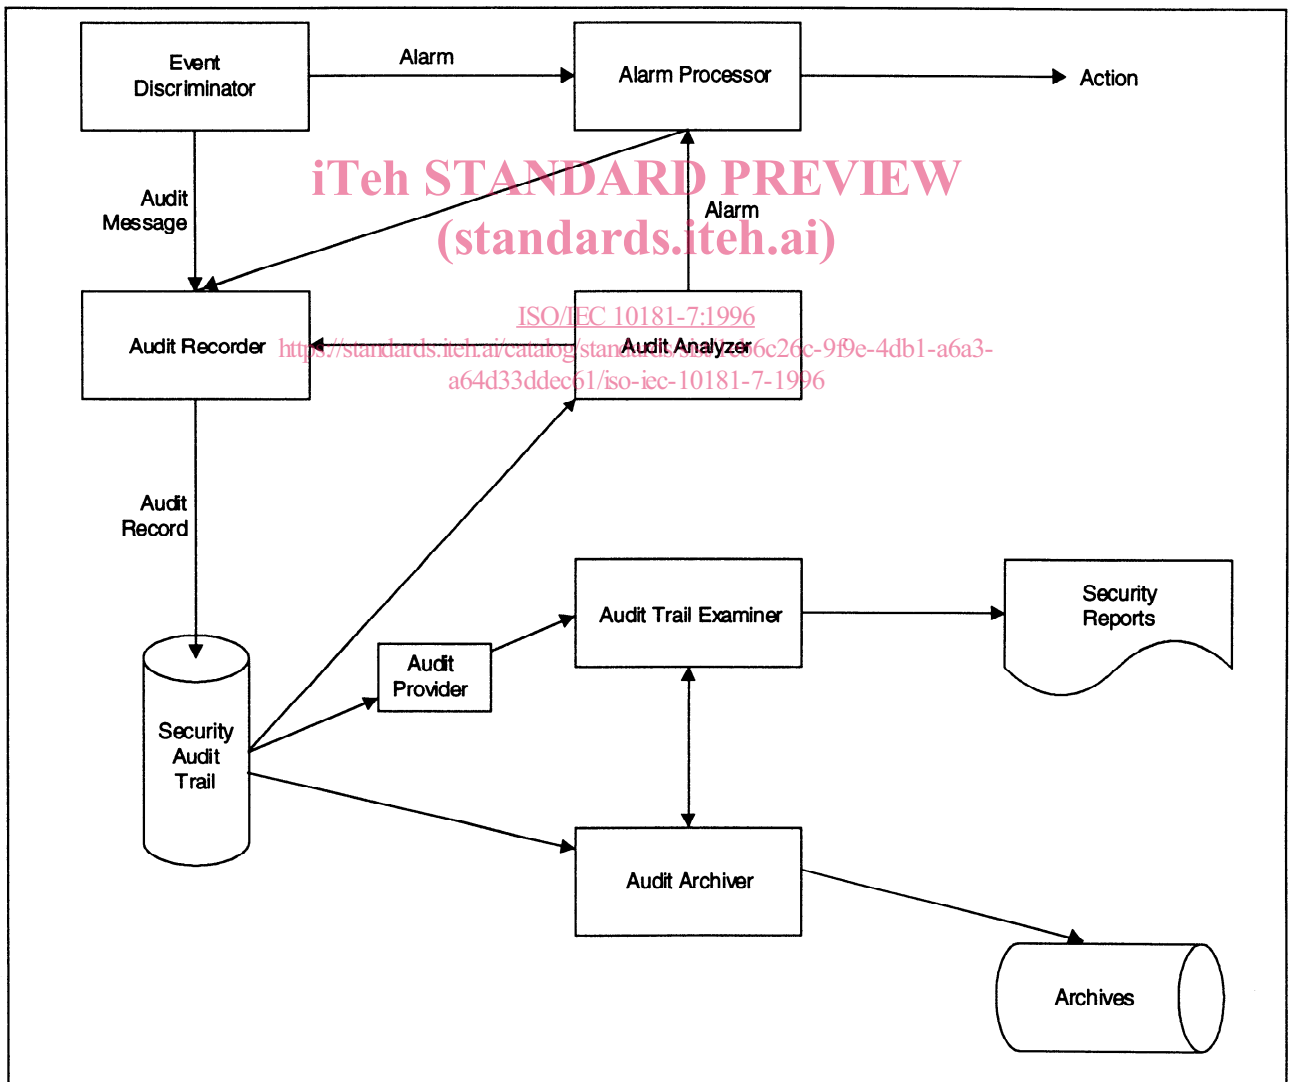 Event
Discriminator
Alarm
Alarm Processor
Action
iTeh STANDARD PREVIEW
(standards.iteh.ai)
Audit
Message
Alarm
ISO/IEC 10181-7:1996
Audit Recorder
Audit Analyzer
a64d33ddec61/iso-iec-10181-7-1996
Audit
Record
Audit Trail Examiner
Security
Reports
Audit
Provider
Security
Audit
Trail
Audit Archiver
Archives